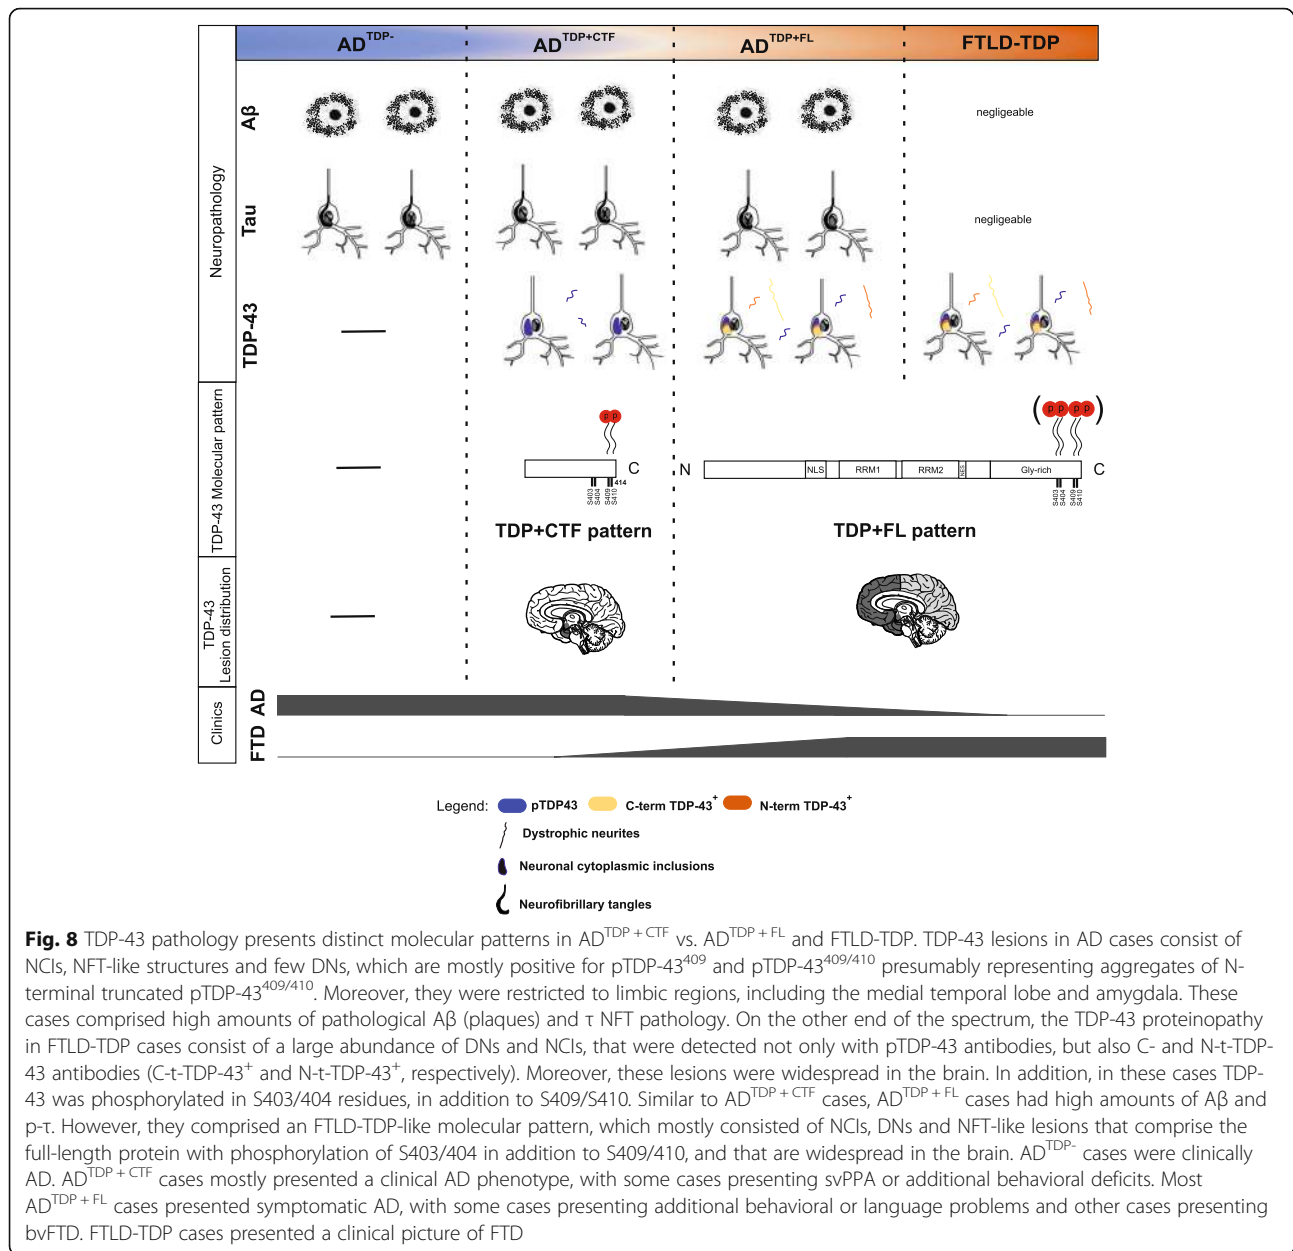 AD^TDP- AD^TDP+CTF AD^TDP+FL FTLD-TDP
Neuropathology
Aβ
negligeable
Tau
negligeable
TDP-43
TDP-43 Molecular pattern
P P
C
S403
S404
S409
S410
414
TDP+CTF pattern
( P P P P )
N
NLS
RRM1
RRM2
NES
Gly-rich
C
S403
S404
S409
S410
TDP+FL pattern
TDP-43
Lesion distribution
Clinics
AD
FTD
Legend: pTDP43 C-term TDP-43^+ N-term TDP-43^+
Dystrophic neurites
Neuronal cytoplasmic inclusions
Neurofibrillary tangles
Fig. 8 TDP-43 pathology presents distinct molecular patterns in AD^TDP + CTF vs. AD^TDP + FL and FTLD-TDP. TDP-43 lesions in AD cases consist of
NCIs, NFT-like structures and few DNs, which are mostly positive for pTDP-43^409 and pTDP-43^409/410 presumably representing aggregates of N-
terminal truncated pTDP-43^409/410. Moreover, they were restricted to limbic regions, including the medial temporal lobe and amygdala. These
cases comprised high amounts of pathological Aβ (plaques) and τ NFT pathology. On the other end of the spectrum, the TDP-43 proteinopathy
in FTLD-TDP cases consist of a large abundance of DNs and NCIs, that were detected not only with pTDP-43 antibodies, but also C- and N-t-TDP-
43 antibodies (C-t-TDP-43^+ and N-t-TDP-43^+, respectively). Moreover, these lesions were widespread in the brain. In addition, in these cases TDP-
43 was phosphorylated in S403/404 residues, in addition to S409/S410. Similar to AD^TDP + CTF cases, AD^TDP + FL cases had high amounts of Aβ and
p-τ. However, they comprised an FTLD-TDP-like molecular pattern, which mostly consisted of NCIs, DNs and NFT-like lesions that comprise the
full-length protein with phosphorylation of S403/404 in addition to S409/410, and that are widespread in the brain. AD^TDP- cases were clinically
AD. AD^TDP + CTF cases mostly presented a clinical AD phenotype, with some cases presenting svPPA or additional behavioral deficits. Most
AD^TDP + FL cases presented symptomatic AD, with some cases presenting additional behavioral or language problems and other cases presenting
bvFTD. FTLD-TDP cases presented a clinical picture of FTD